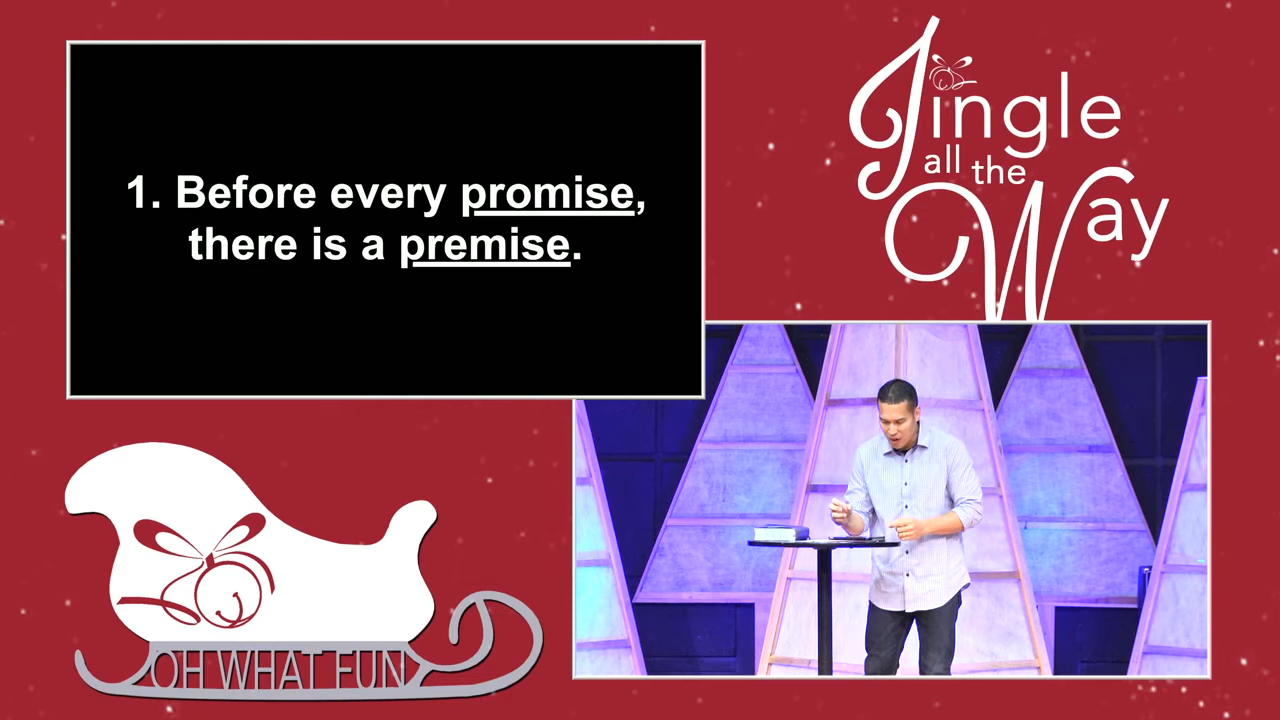 1. Before every promise,
there is a premise.
Jingle
all the
Way
OH WHAT FUN